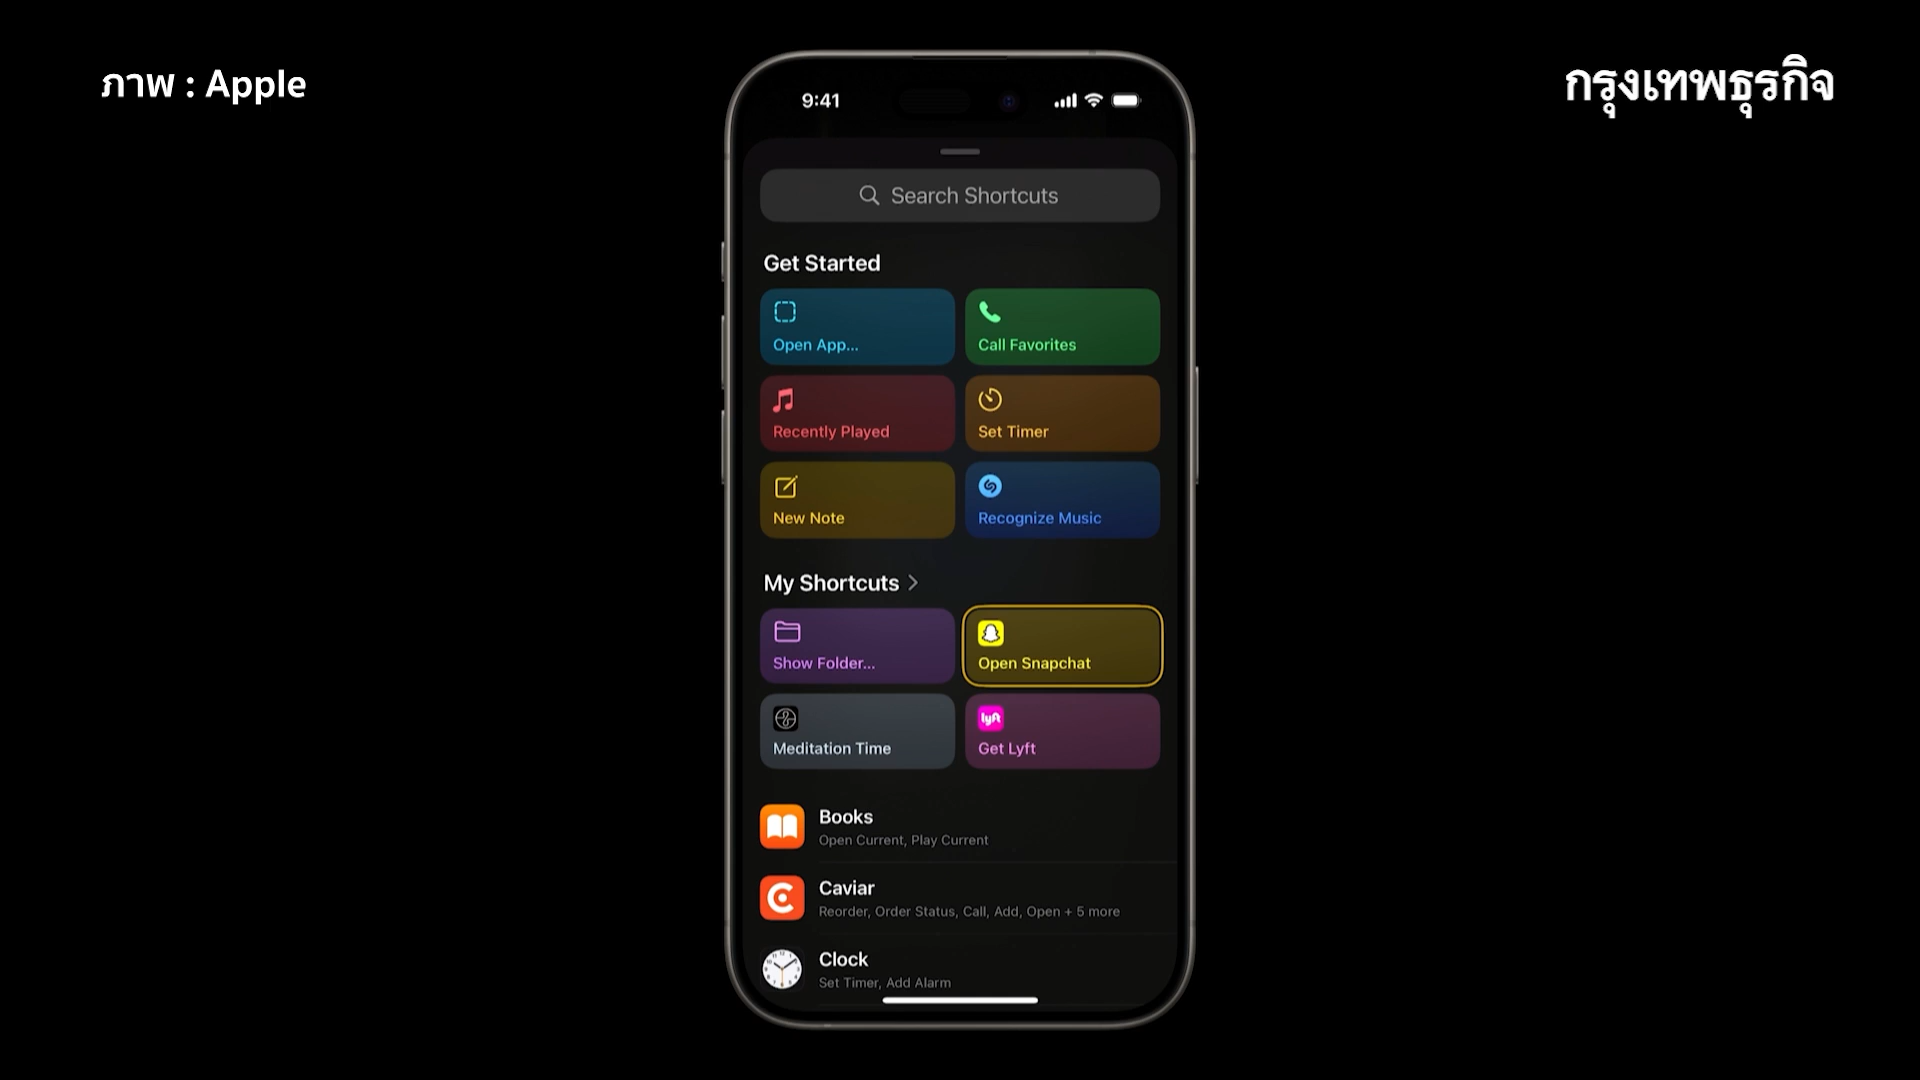 ภาพ : Apple
กรุงเทพธุรกิจ
9:41
Search Shortcuts
Get Started
Open App...
Call Favorites
Recently Played
Set Timer
New Note
Recognize Music
My Shortcuts
Show Folder...
Open Snapchat
Meditation Time
lyft
Get Lyft
Books
Open Current, Play Current
Caviar
Reorder, Order Status, Call, Add, Open + 5 more
Clock
Set Timer, Add Alarm